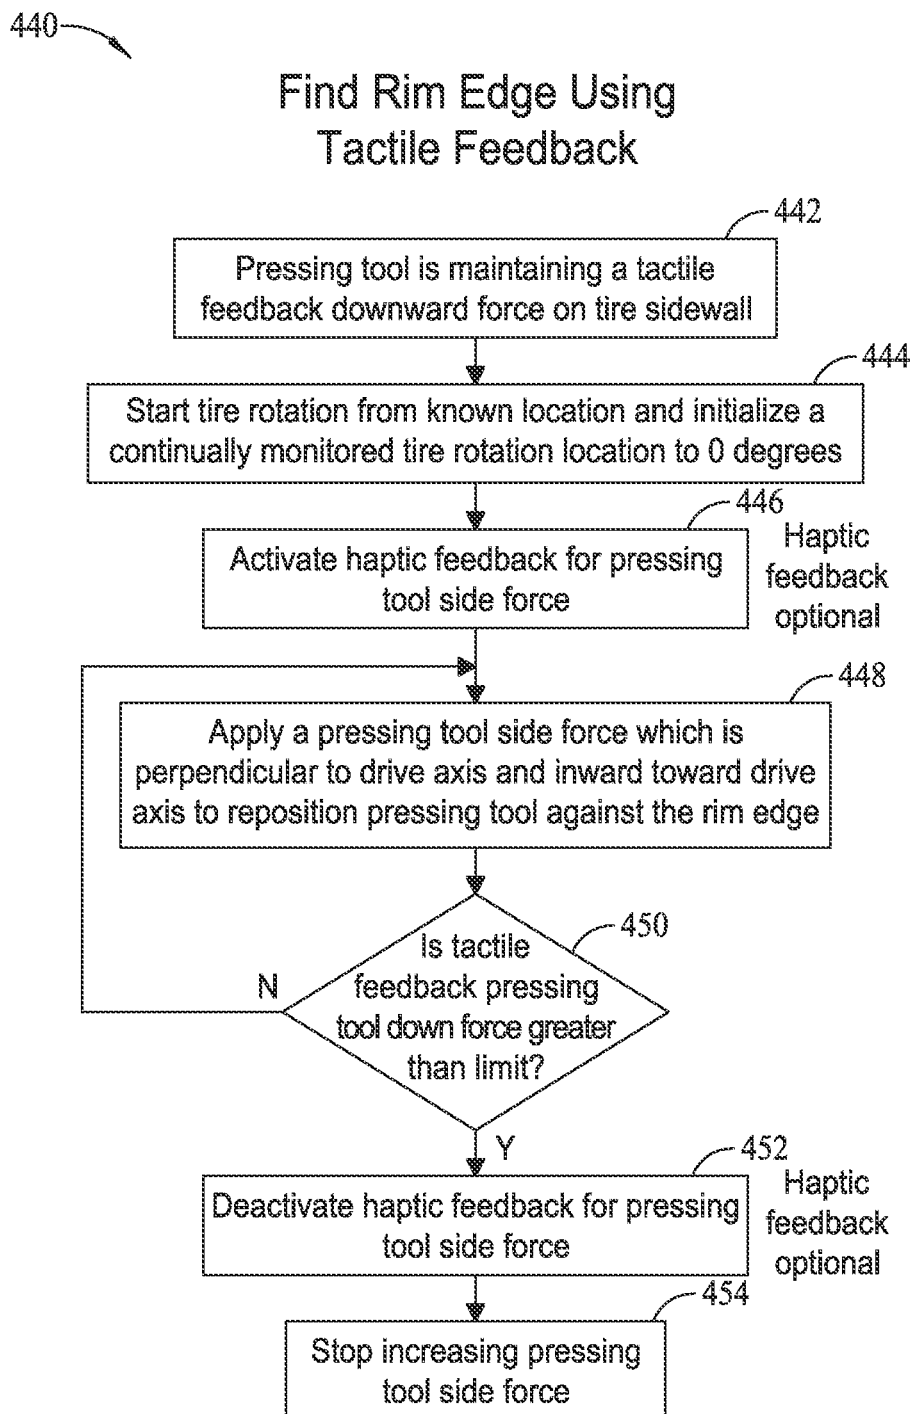 440
Find Rim Edge Using
Tactile Feedback
442
Pressing tool is maintaining a tactile
feedback downward force on tire sidewall
444
Start tire rotation from known location and initialize a
continually monitored tire rotation location to 0 degrees
446
Activate haptic feedback for pressing
tool side force
Haptic
feedback
optional
448
Apply a pressing tool side force which is
perpendicular to drive axis and inward toward drive
axis to reposition pressing tool against the rim edge
450
Is tactile
feedback pressing
tool down force greater
than limit?
N
Y
452
Deactivate haptic feedback for pressing
tool side force
Haptic
feedback
optional
454
Stop increasing pressing
tool side force